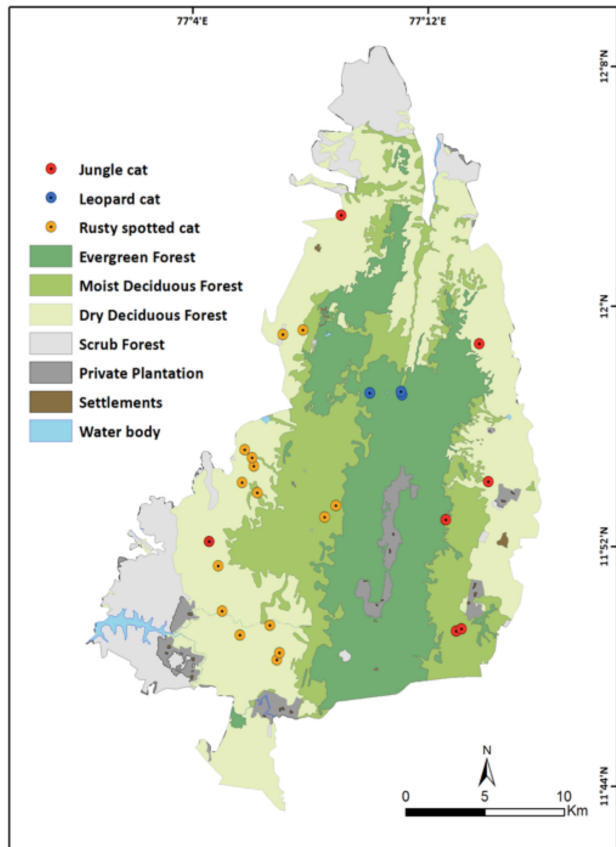 77°4'E
77°12'E
12°8'N
Jungle cat
Leopard cat
Rusty spotted cat
Evergreen Forest
Moist Deciduous Forest
Dry Deciduous Forest
Scrub Forest
Private Plantation
Settlements
Water body
12°N
11°52'N
11°44'N
N
0 5 10
Km